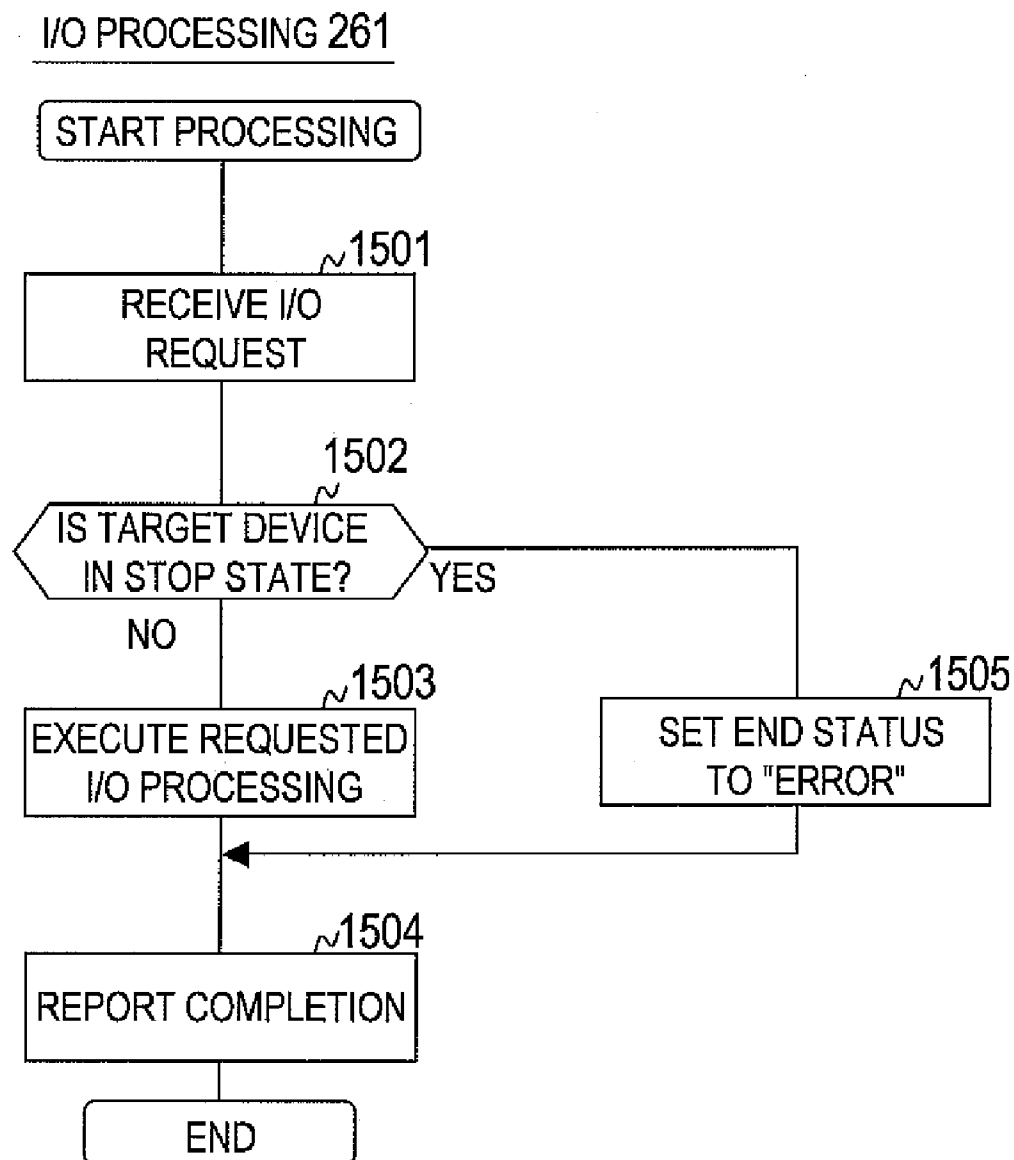 I/O PROCESSING 261
START PROCESSING
1501
RECEIVE I/O
REQUEST
1502
IS TARGET DEVICE
IN STOP STATE?
YES
NO
1503
EXECUTE REQUESTED
I/O PROCESSING
1505
SET END STATUS
TO "ERROR"
1504
REPORT COMPLETION
END